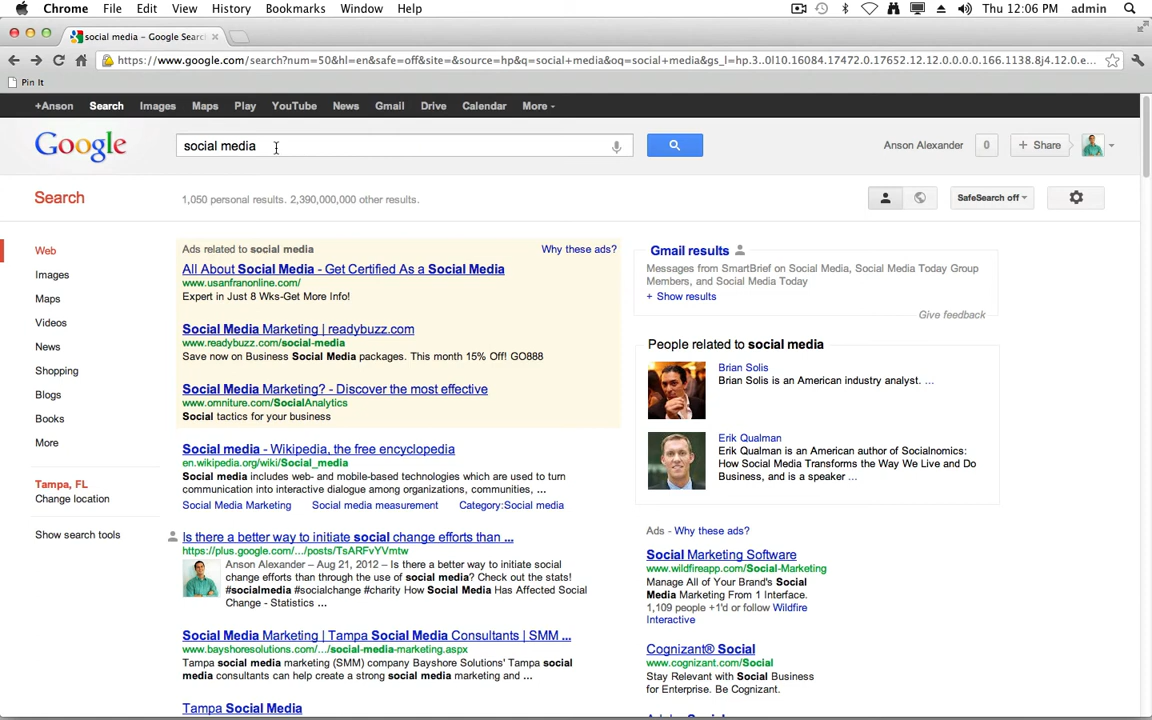 Chrome File Edit View History Bookmarks Window Help Thu 12:06 PM admin
social media – Google Searc
https://www.google.com/search?num=50&hl=en&safe=off&site=&source=hp&q=social+media&oq=social+media&gs_l=hp.3..0l10.16084.17472.0.17652.12.12.0.0.0.0.166.1138.8j4.12.0.e...
Pin It
+Anson Search Images Maps Play YouTube News Gmail Drive Calendar More
Google
social media
Anson Alexander 0 + Share
Search
1,050 personal results. 2,390,000,000 other results.
SafeSearch off
Web
Images
Maps
Videos
News
Shopping
Blogs
Books
More
Tampa, FL
Change location
Show search tools
Ads related to social media
Why these ads?
All About Social Media - Get Certified As a Social Media
www.usanfranonline.com/
Expert in Just 8 Wks-Get More Info!
Social Media Marketing | readybuzz.com
www.readybuzz.com/social-media
Save now on Business Social Media packages. This month 15% Off! GO888
Social Media Marketing? - Discover the most effective
www.omniture.com/SocialAnalytics
Social tactics for your business
Social media - Wikipedia, the free encyclopedia
en.wikipedia.org/wiki/Social_media
Social media includes web- and mobile-based technologies which are used to turn
communication into interactive dialogue among organizations, communities, ...
Social Media Marketing Social media measurement Category:Social media
Is there a better way to initiate social change efforts than ...
https://plus.google.com/.../posts/TsARFvYVmtw
Anson Alexander – Aug 21, 2012 – Is there a better way to initiate social
change efforts than through the use of social media? Check out the stats!
#socialmedia #socialchange #charity How Social Media Has Affected Social
Change - Statistics ...
Social Media Marketing | Tampa Social Media Consultants | SMM ...
www.bayshoresolutions.com/.../social-media-marketing.aspx
Tampa social media marketing (SMM) company Bayshore Solutions' Tampa social
media consultants can help create a strong social media marketing and ...
Tampa Social Media
Gmail results
Messages from SmartBrief on Social Media, Social Media Today Group
Members, and Social Media Today
+ Show results
Give feedback
People related to social media
Brian Solis
Brian Solis is an American industry analyst. ...
Erik Qualman
Erik Qualman is an American author of Socialnomics:
How Social Media Transforms the Way We Live and Do
Business, and is a speaker ...
Ads - Why these ads?
Social Marketing Software
www.wildfireapp.com/Social-Marketing
Manage All of Your Brand's Social
Media Marketing From 1 Interface.
1,109 people +1'd or follow Wildfire
Interactive
Cognizant® Social
www.cognizant.com/Social
Stay Relevant with Social Business
for Enterprise. Be Cognizant.